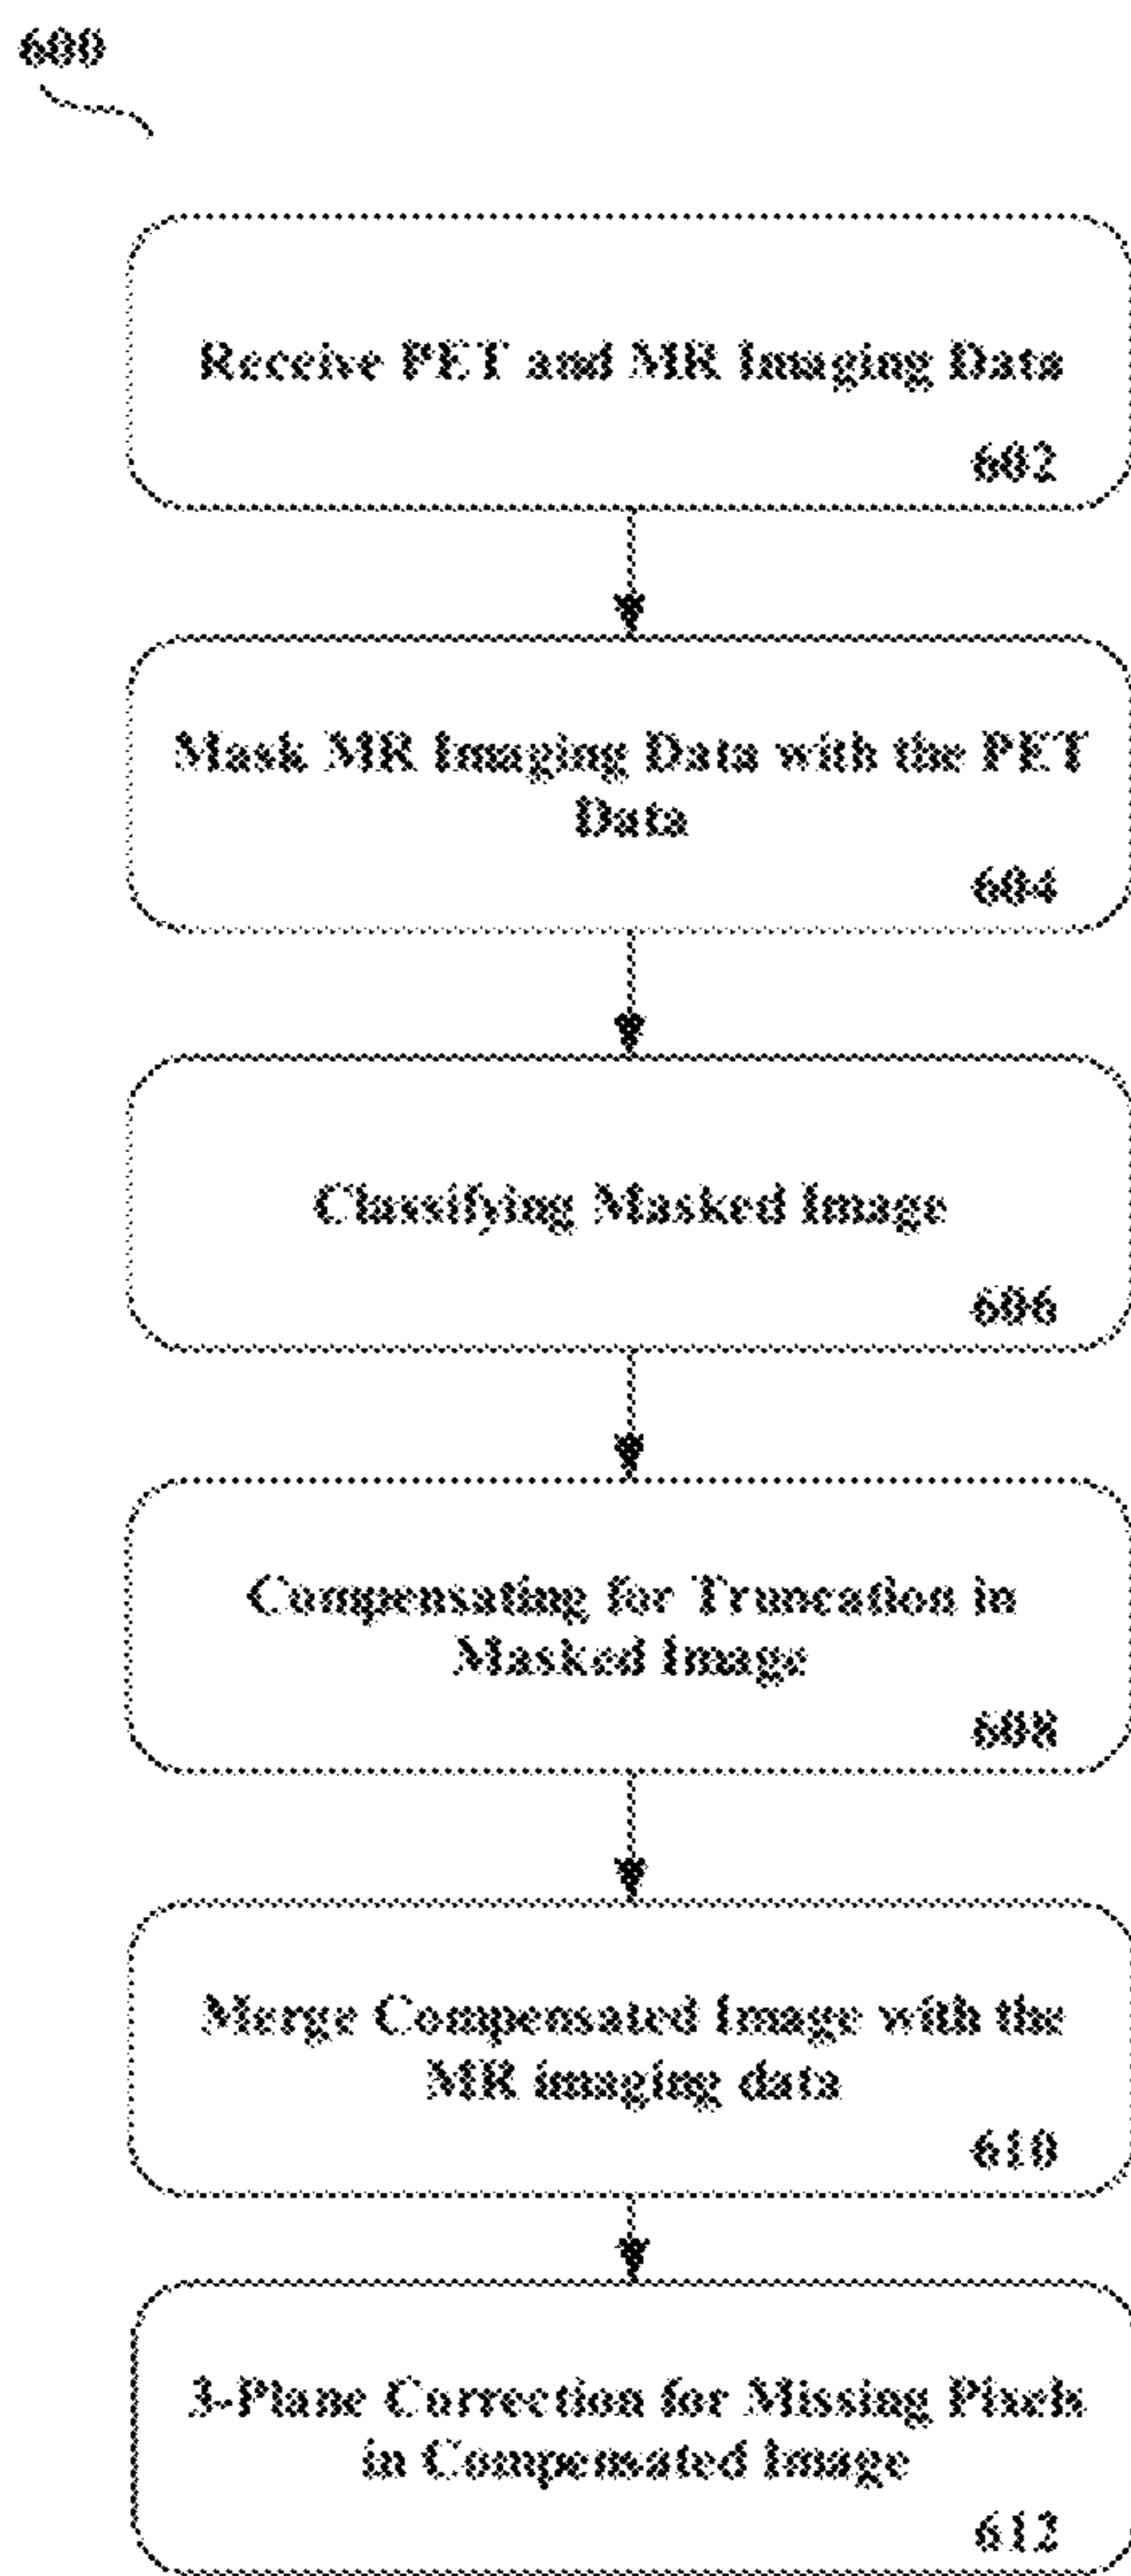 600
Receive PET and MR Imaging Data
602
Mask MR Imaging Data with the PET
Data
604
Classifying Masked Image
606
Compensating for Truncation in
Masked Image
608
Merge Compensated Image with the
MR imaging data
610
3-Plane Correction for Missing Pixels
in Compensated Image
612